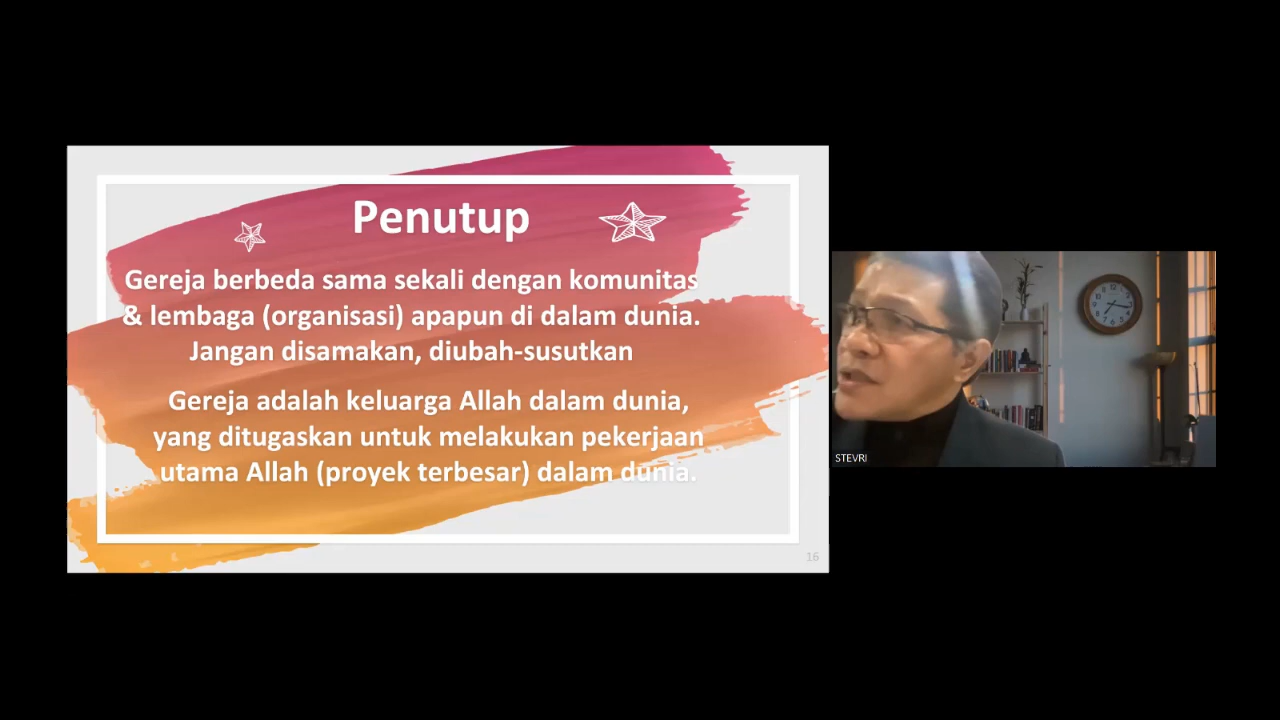 Penutup
Gereja berbeda sama sekali dengan komunitas
& lembaga (organisasi) apapun di dalam dunia.
Jangan disamakan, diubah-susutkan
Gereja adalah keluarga Allah dalam dunia,
yang ditugaskan untuk melakukan pekerjaan
utama Allah (proyek terbesar) dalam dunia.
16
STEVRI